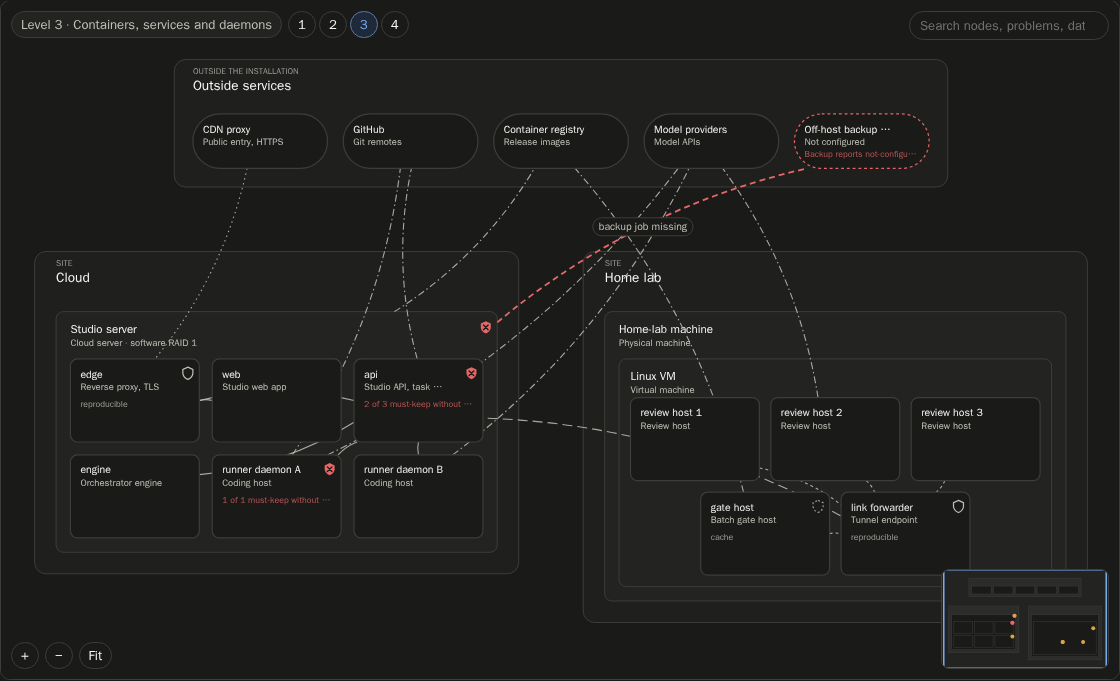 Level 3 · Containers, services and daemons
1
2
3
4
Search nodes, problems, dat
OUTSIDE THE INSTALLATION
Outside services
CDN proxy
Public entry, HTTPS
GitHub
Git remotes
Container registry
Release images
Model providers
Model APIs
Off-host backup ⋯
Not configured
Backup reports not-configu⋯
backup job missing
SITE
Cloud
Studio server
Cloud server · software RAID 1
edge
Reverse proxy, TLS
reproducible
web
Studio web app
api
Studio API, task ⋯
2 of 3 must-keep without ⋯
engine
Orchestrator engine
runner daemon A
Coding host
1 of 1 must-keep without ⋯
runner daemon B
Coding host
SITE
Home lab
Home-lab machine
Physical machine
Linux VM
Virtual machine
review host 1
Review host
review host 2
Review host
review host 3
Review host
gate host
Batch gate host
cache
link forwarder
Tunnel endpoint
reproducible
+
−
Fit